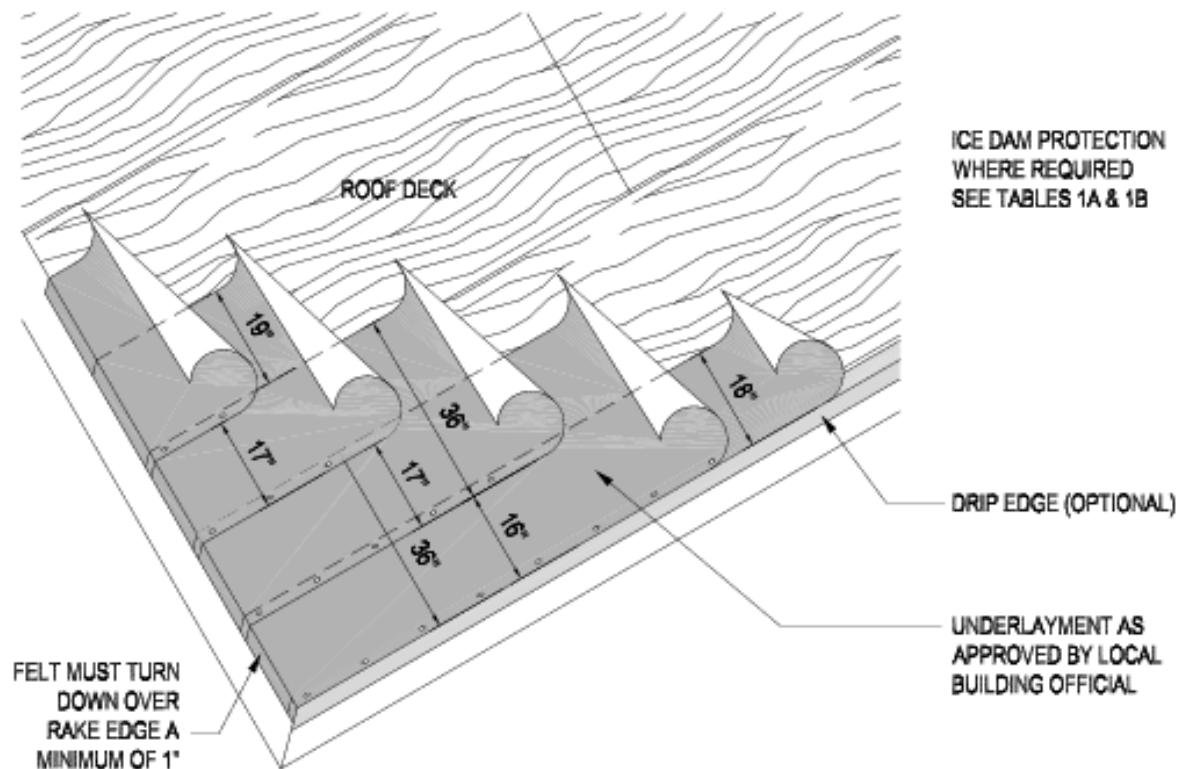 ICE DAM PROTECTION
WHERE REQUIRED
SEE TABLES 1A & 1B
ROOF DECK
19"
18"
36"
17"
17"
16"
36"
DRIP EDGE (OPTIONAL)
UNDERLAYMENT AS
APPROVED BY LOCAL
BUILDING OFFICIAL
FELT MUST TURN
DOWN OVER
RAKE EDGE A
MINIMUM OF 1"